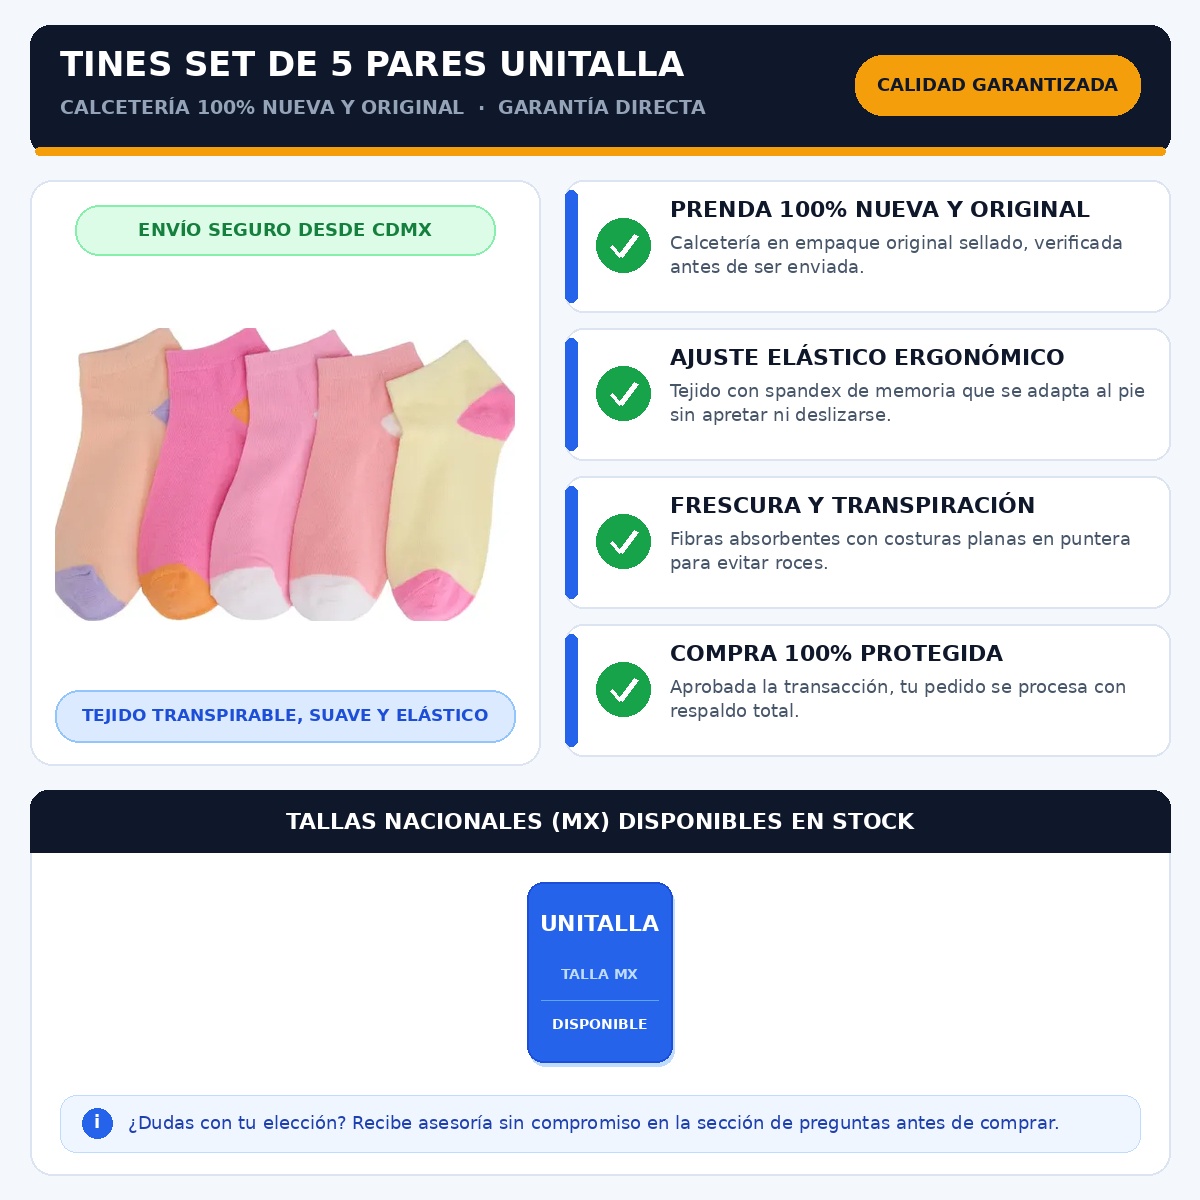 TINES SET DE 5 PARES UNITALLA
CALCETERÍA 100% NUEVA Y ORIGINAL · GARANTÍA DIRECTA
CALIDAD GARANTIZADA
ENVÍO SEGURO DESDE CDMX
TEJIDO TRANSPIRABLE, SUAVE Y ELÁSTICO
PRENDA 100% NUEVA Y ORIGINAL
Calcetería en empaque original sellado, verificada
antes de ser enviada.
AJUSTE ELÁSTICO ERGONÓMICO
Tejido con spandex de memoria que se adapta al pie
sin apretar ni deslizarse.
FRESCURA Y TRANSPIRACIÓN
Fibras absorbentes con costuras planas en puntera
para evitar roces.
COMPRA 100% PROTEGIDA
Aprobada la transacción, tu pedido se procesa con
respaldo total.
TALLAS NACIONALES (MX) DISPONIBLES EN STOCK
UNITALLA
TALLA MX
DISPONIBLE
i ¿Dudas con tu elección? Recibe asesoría sin compromiso en la sección de preguntas antes de comprar.